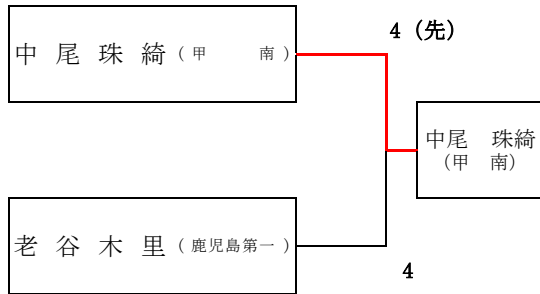 4（先）
中尾珠綺（甲　南）
中尾　珠綺
（甲　南）
老谷木里（鹿児島第一）
4